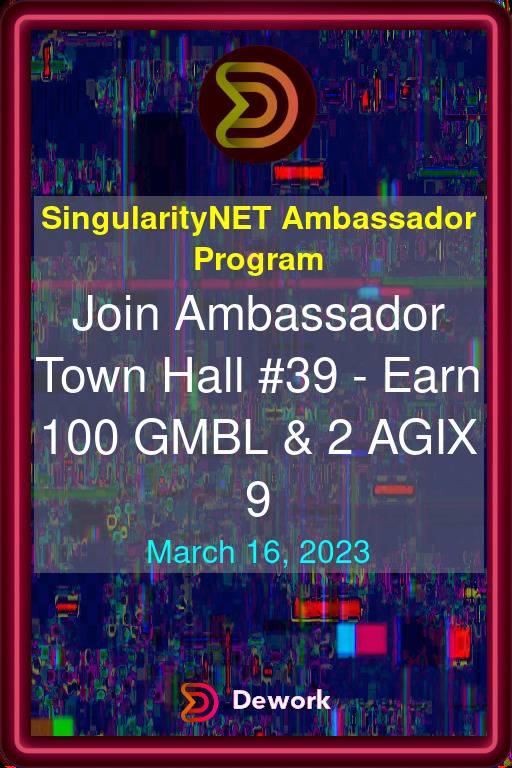 SingularityNET Ambassador
Program
Join Ambassador
Town Hall #39 - Earn
100 GMBL & 2 AGIX
9
March 16, 2023
Dework